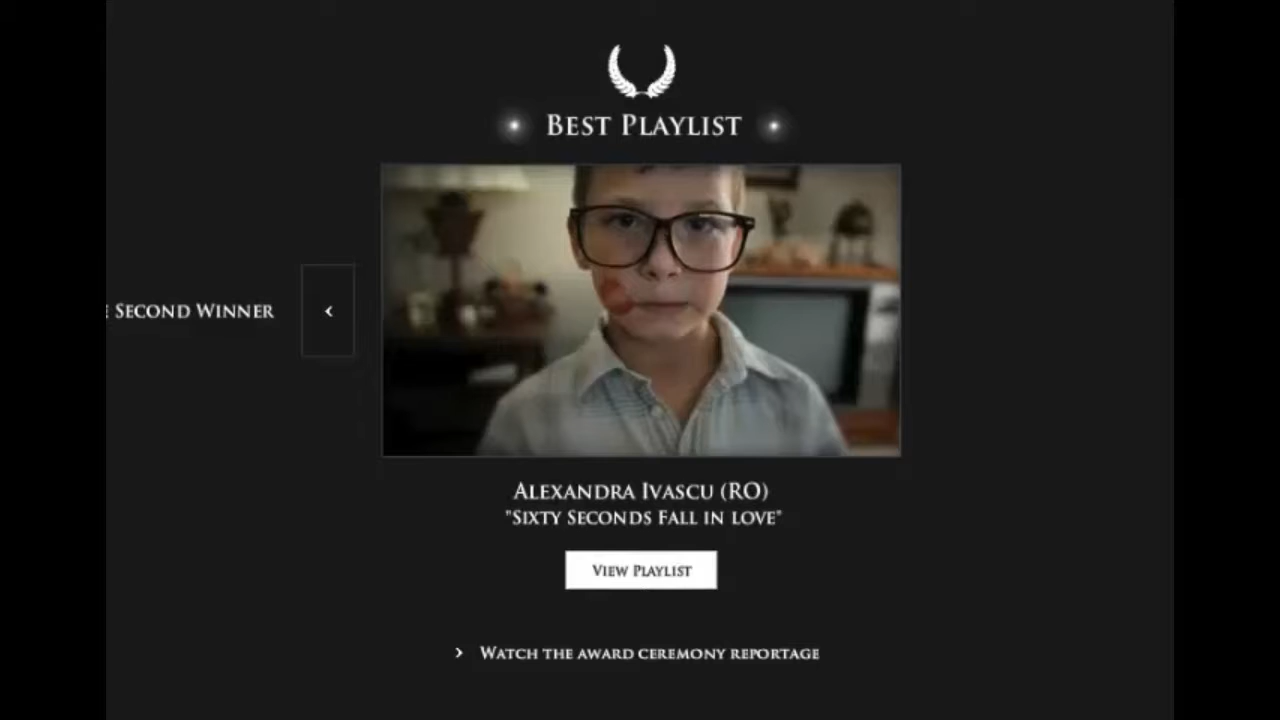 Best Playlist
Second Winner
Alexandra Ivascu (RO)
"Sixty Seconds Fall in love"
View Playlist
Watch the award ceremony reportage